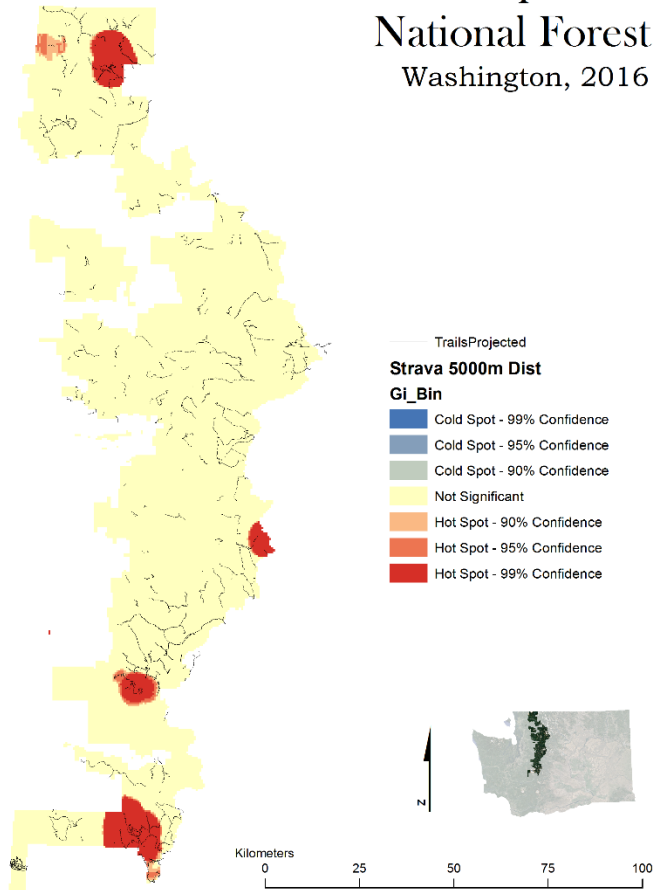 National Forest
Washington, 2016
TrailsProjected
Strava 5000m Dist
Gi_Bin
Cold Spot - 99% Confidence
Cold Spot - 95% Confidence
Cold Spot - 90% Confidence
Not Significant
Hot Spot - 90% Confidence
Hot Spot - 95% Confidence
Hot Spot - 99% Confidence
N
Kilometers
0 25 50 75 100